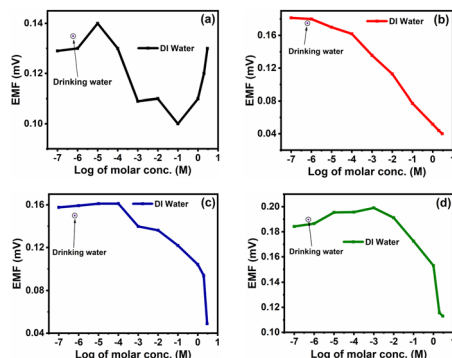 (a)
DI Water
Drinking water
EMF (mV)
0.14
0.13
0.12
0.11
0.10
-7 -6 -5 -4 -3 -2 -1 0 1
Log of molar conc. (M)
(b)
DI Water
Drinking water
EMF (mV)
0.16
0.12
0.08
0.04
-7 -6 -5 -4 -3 -2 -1 0 1
Log of molar conc. (M)
(c)
DI Water
Drinking water
EMF (mV)
0.16
0.12
0.08
0.04
-7 -6 -5 -4 -3 -2 -1 0 1
Log of molar conc. (M)
(d)
DI Water
Drinking water
EMF (mV)
0.20
0.18
0.16
0.14
0.12
0.10
-7 -6 -5 -4 -3 -2 -1 0 1
Log of molar conc. (M)